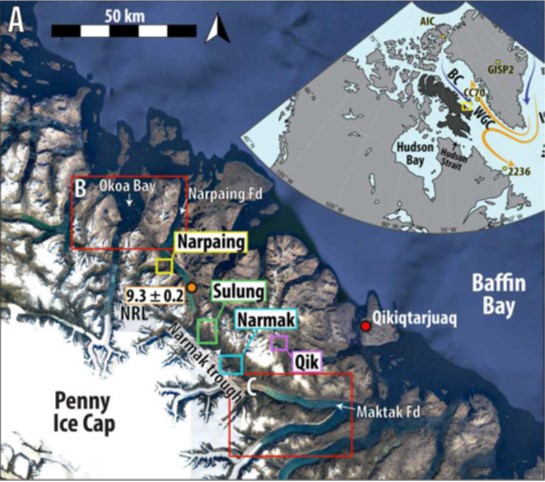 A
50 km
AIC
GISP2
BC
CC70
WGC
Hudson
Bay
Hudson
Strait
2236
B
Okoa Bay
Narpaing Fd
Narpaing
9.3 ± 0.2
NRL
Sulung
Narmak
Narmak trough
Qik
Qikiqtarjuaq
Baffin
Bay
C
Maktak Fd
Penny
Ice Cap